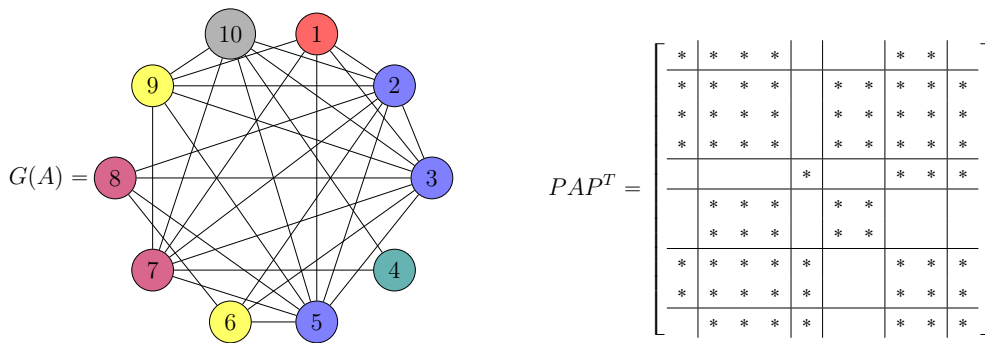 10 1
9 2
G(A) = 8 3
7 4
6 5
PAP^T =
* * * * * *
* * * * * * * * *
* * * * * * * * *
* * * * * * * * *
* * * *
* * * * *
* * * * *
* * * * * * * *
* * * * * * * *
* * * * * * *